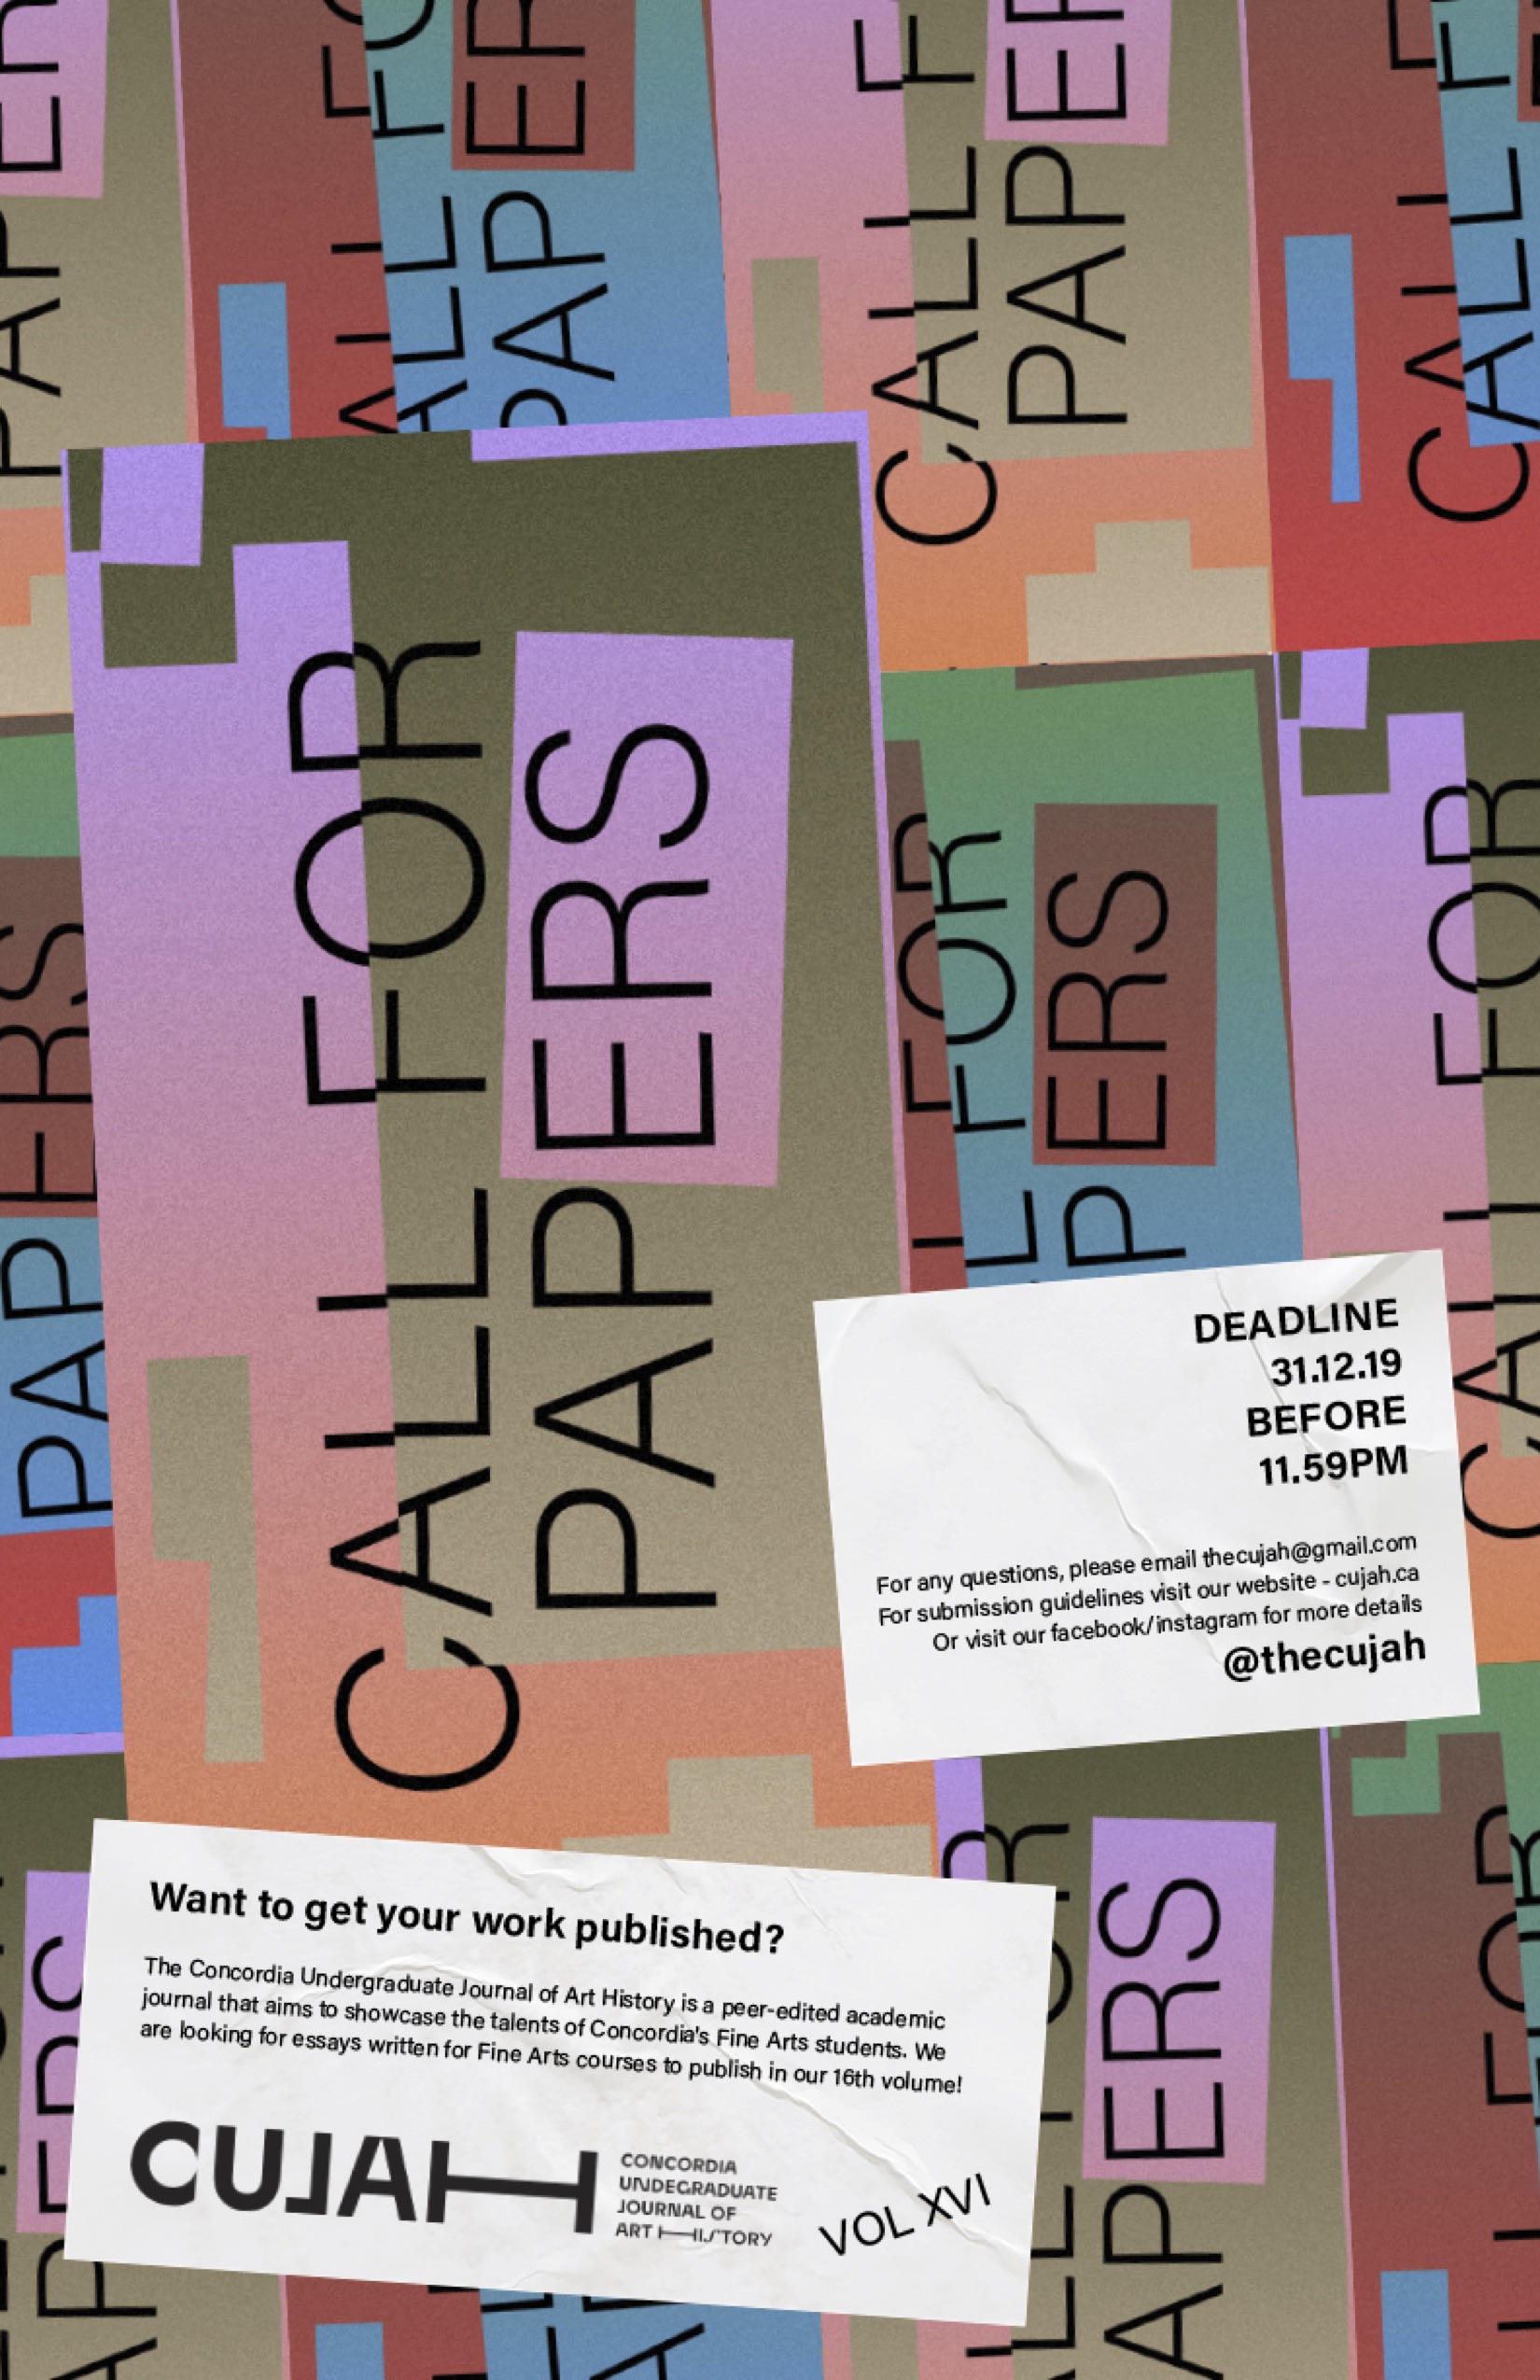 CALL FOR
PAPERS
DEADLINE
31.12.19
BEFORE
11.59PM
For any questions, please email thecujah@gmail.com
For submission guidelines visit our website - cujah.ca
Or visit our facebook/instagram for more details
@thecujah
Want to get your work published?
The Concordia Undergraduate Journal of Art History is a peer-edited academic
journal that aims to showcase the talents of Concordia's Fine Arts students. We
are looking for essays written for Fine Arts courses to publish in our 16th volume!
CUJAH
CONCORDIA
UNDEGRADUATE
JOURNAL OF
ART HISTORY
VOL XVI